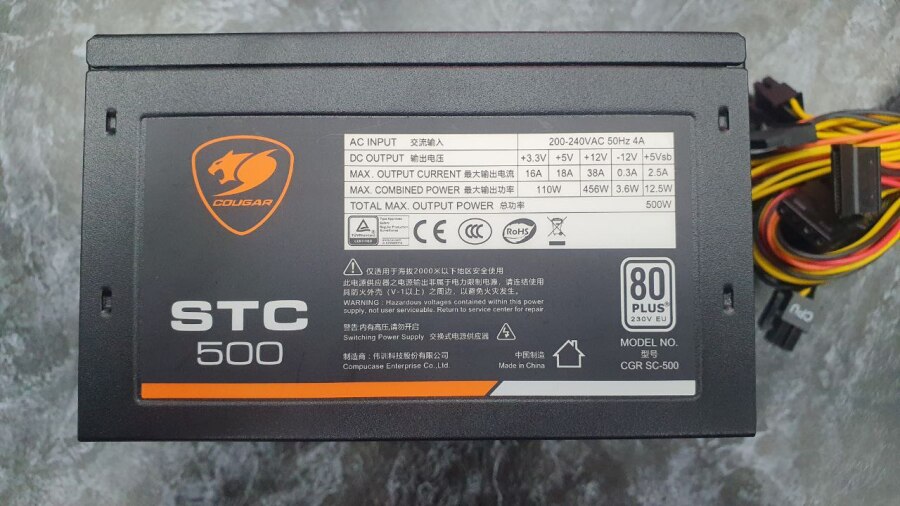 COUGAR
STC
500
AC INPUT 交流输入 200-240VAC 50Hz 4A
DC OUTPUT 输出电压 +3.3V +5V +12V -12V +5Vsb
MAX. OUTPUT CURRENT 最大输出电流 16A 18A 38A 0.3A 2.5A
MAX. COMBINED POWER 最大输出功率 110W 456W 3.6W 12.5W
TOTAL MAX. OUTPUT POWER 总功率 500W
CE CCC RoHS
仅适用于海拔2000米以下地区安全使用
此电源供应器之电源输出非属于电力限制电源，请连结使用
具防火外壳（V-1以上）之周边，以避免火灾发生。
WARNING : Hazardous voltages contained within this power
supply, not user serviceable. Return to service center for repair
警告:内有高压,请勿开启
Switching Power Supply 交换式电源供应器
制造商：伟训科技股份有限公司
Compucase Enterprise Co.,Ltd.
中国制造
Made in China
80
PLUS
230V EU
MODEL NO.
型号
CGR SC-500